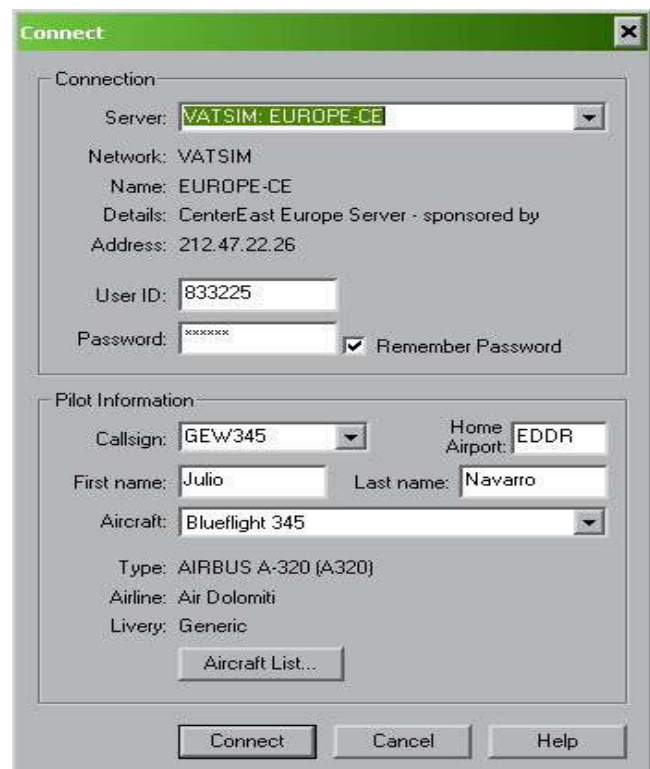 Connect
Connection
Server: VATSIM: EUROPE-CE
Network: VATSIM
Name: EUROPE-CE
Details: CenterEast Europe Server - sponsored by
Address: 212.47.22.26
User ID: 833225
Password: ******
Remember Password
Pilot Information
Callsign: GEW345
Home Airport: EDDR
First name: Julio
Last name: Navarro
Aircraft: Blueflight 345
Type: AIRBUS A-320 (A320)
Airline: Air Dolomiti
Livery: Generic
Aircraft List...
Connect
Cancel
Help